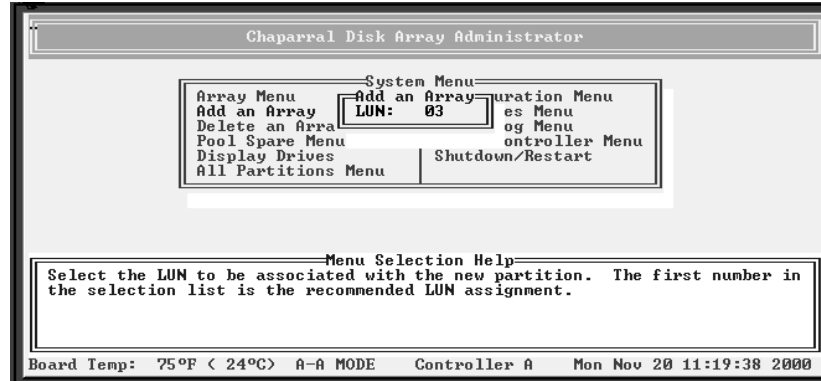 Chaparral Disk Array Administrator
System Menu
Array Menu Add an Array uration Menu
Add an Array LUN: 03 es Menu
Delete an Arra og Menu
Pool Spare Menu ontroller Menu
Display Drives Shutdown/Restart
All Partitions Menu
Menu Selection Help
Select the LUN to be associated with the new partition. The first number in
the selection list is the recommended LUN assignment.
Board Temp: 75ºF ( 24ºC) A-A MODE Controller A Mon Nov 20 11:19:38 2000